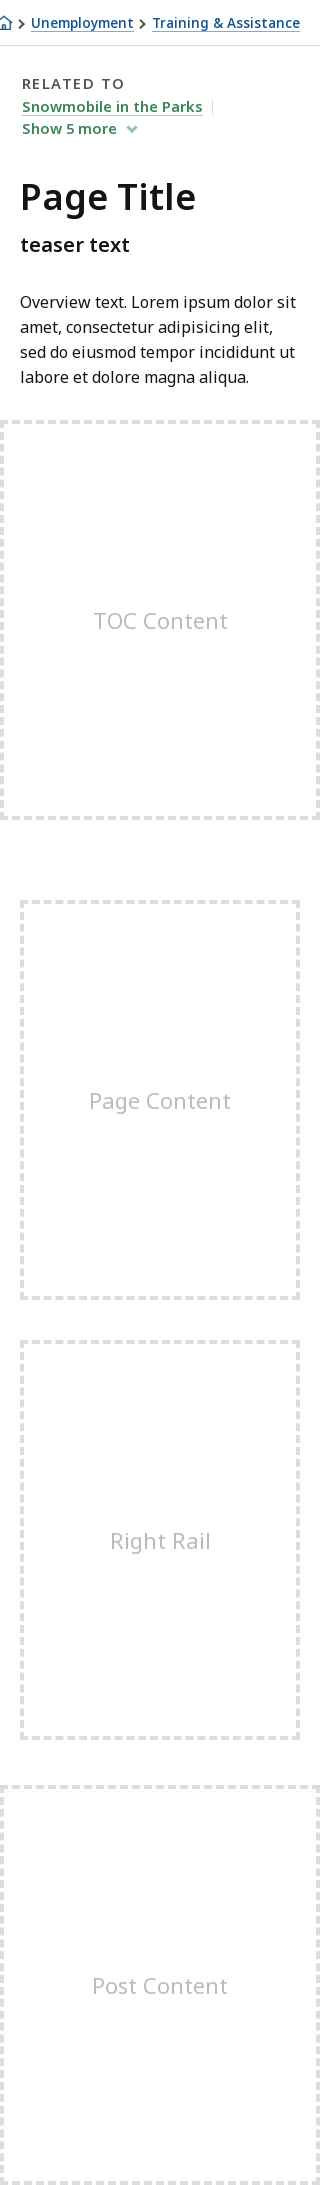 Unemployment Training & Assistance
RELATED TO
Snowmobile in the Parks
Show 5 more
Page Title
teaser text
Overview text. Lorem ipsum dolor sit
amet, consectetur adipisicing elit,
sed do eiusmod tempor incididunt ut
labore et dolore magna aliqua.
TOC Content
Page Content
Right Rail
Post Content